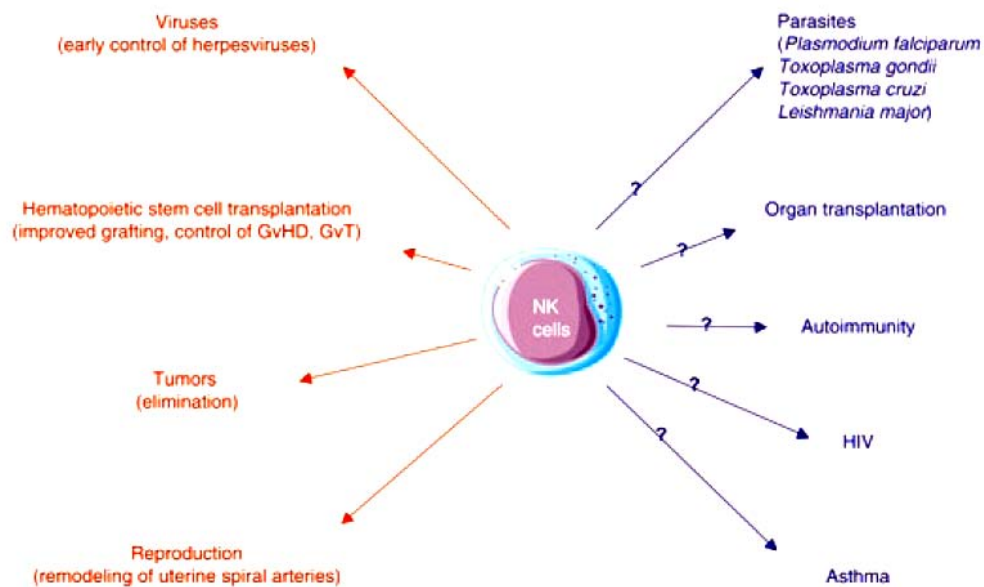 Viruses
(early control of herpesviruses)
Hematopoietic stem cell transplantation
(improved grafting, control of GvHD, GvT)
Tumors
(elimination)
Reproduction
(remodeling of uterine spiral arteries)
NK
cells
Parasites
(Plasmodium falciparum
Toxoplasma gondii
Toxoplasma cruzi
Leishmania major)
?
Organ transplantation
?
Autoimmunity
?
HIV
?
Asthma
?